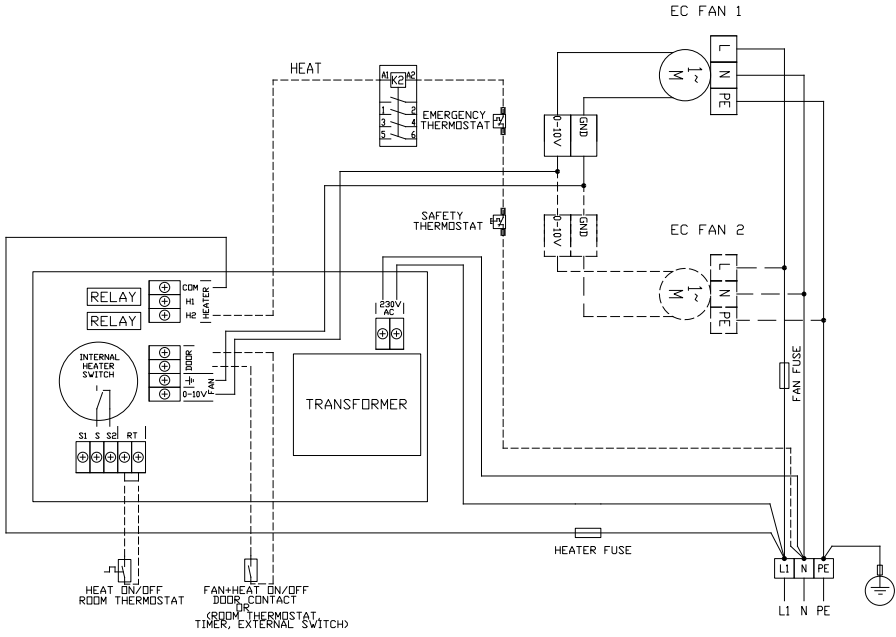 EC FAN 1
L
N
PE
1~
M
HEAT
A1 K2 A2
1 2
3 4
5 6
EMERGENCY
THERMOSTAT
0-10V
GND
SAFETY
THERMOSTAT
0-10V
GND
EC FAN 2
L
N
PE
1~
M
RELAY
RELAY
COM
H1
H2
HEATER
230V
AC
INTERNAL
HEATER
SWITCH
DOOR
FAN
0-10V
TRANSFORMER
S1 S S2 RT
FAN FUSE
HEATER FUSE
HEAT ON/OFF
ROOM THERMOSTAT
FAN+HEAT ON/OFF
DOOR CONTACT
OR
(ROOM THERMOSTAT,
TIMER, EXTERNAL SWITCH)
L1 N PE
L1 N PE